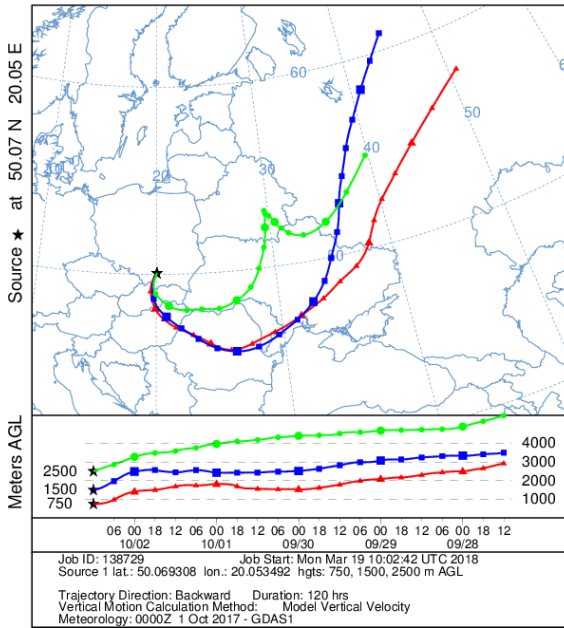 Source ★ at 50.07 N 20.05 E
60
50
10
20
30
40
Meters AGL
2500
1500
750
4000
3000
2000
1000
06 00 18 12 06 00 18 12 06 00 18 12 06 00 18 12 06 00 18 12
10/02 10/01 09/30 09/29 09/28
Job ID: 138729 Job Start: Mon Mar 19 10:02:42 UTC 2018
Source 1 lat.: 50.069308 lon.: 20.053492 hgts: 750, 1500, 2500 m AGL
Trajectory Direction: Backward Duration: 120 hrs
Vertical Motion Calculation Method: Model Vertical Velocity
Meteorology: 0000Z 1 Oct 2017 - GDAS1